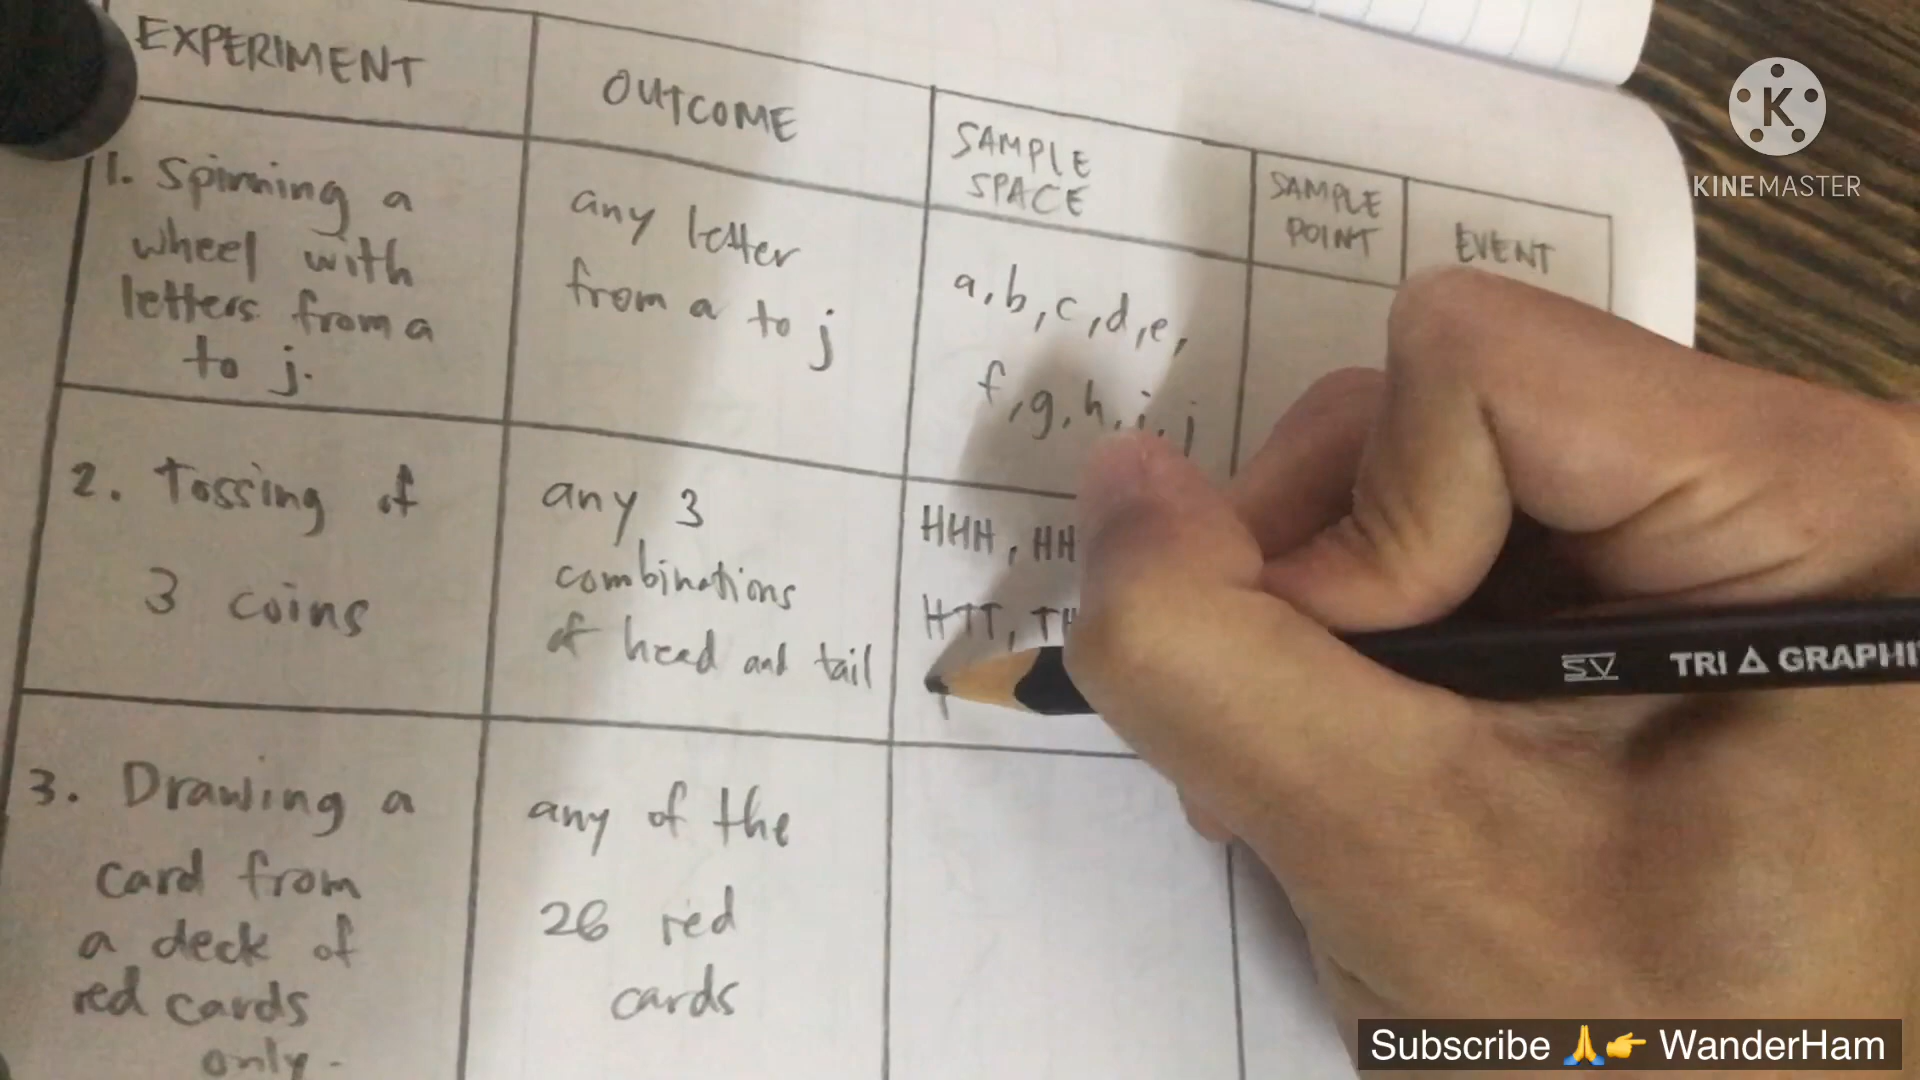 EXPERIMENT
OUTCOME
SAMPLE
SPACE
SAMPLE
POINT
EVENT
1. Spinning a
wheel with
letters from a
to j.
any letter
from a to j
a, b, c, d, e,
f, g, h, i, j
2. Tossing of
3 coins
any 3
combinations
of head and tail
HHH, HH
HTT, TH
3. Drawing a
card from
a deck of
red cards
only.
any of the
26 red
cards
K
KINEMASTER
SV TRI GRAPHI
Subscribe 🙏👉 WanderHam